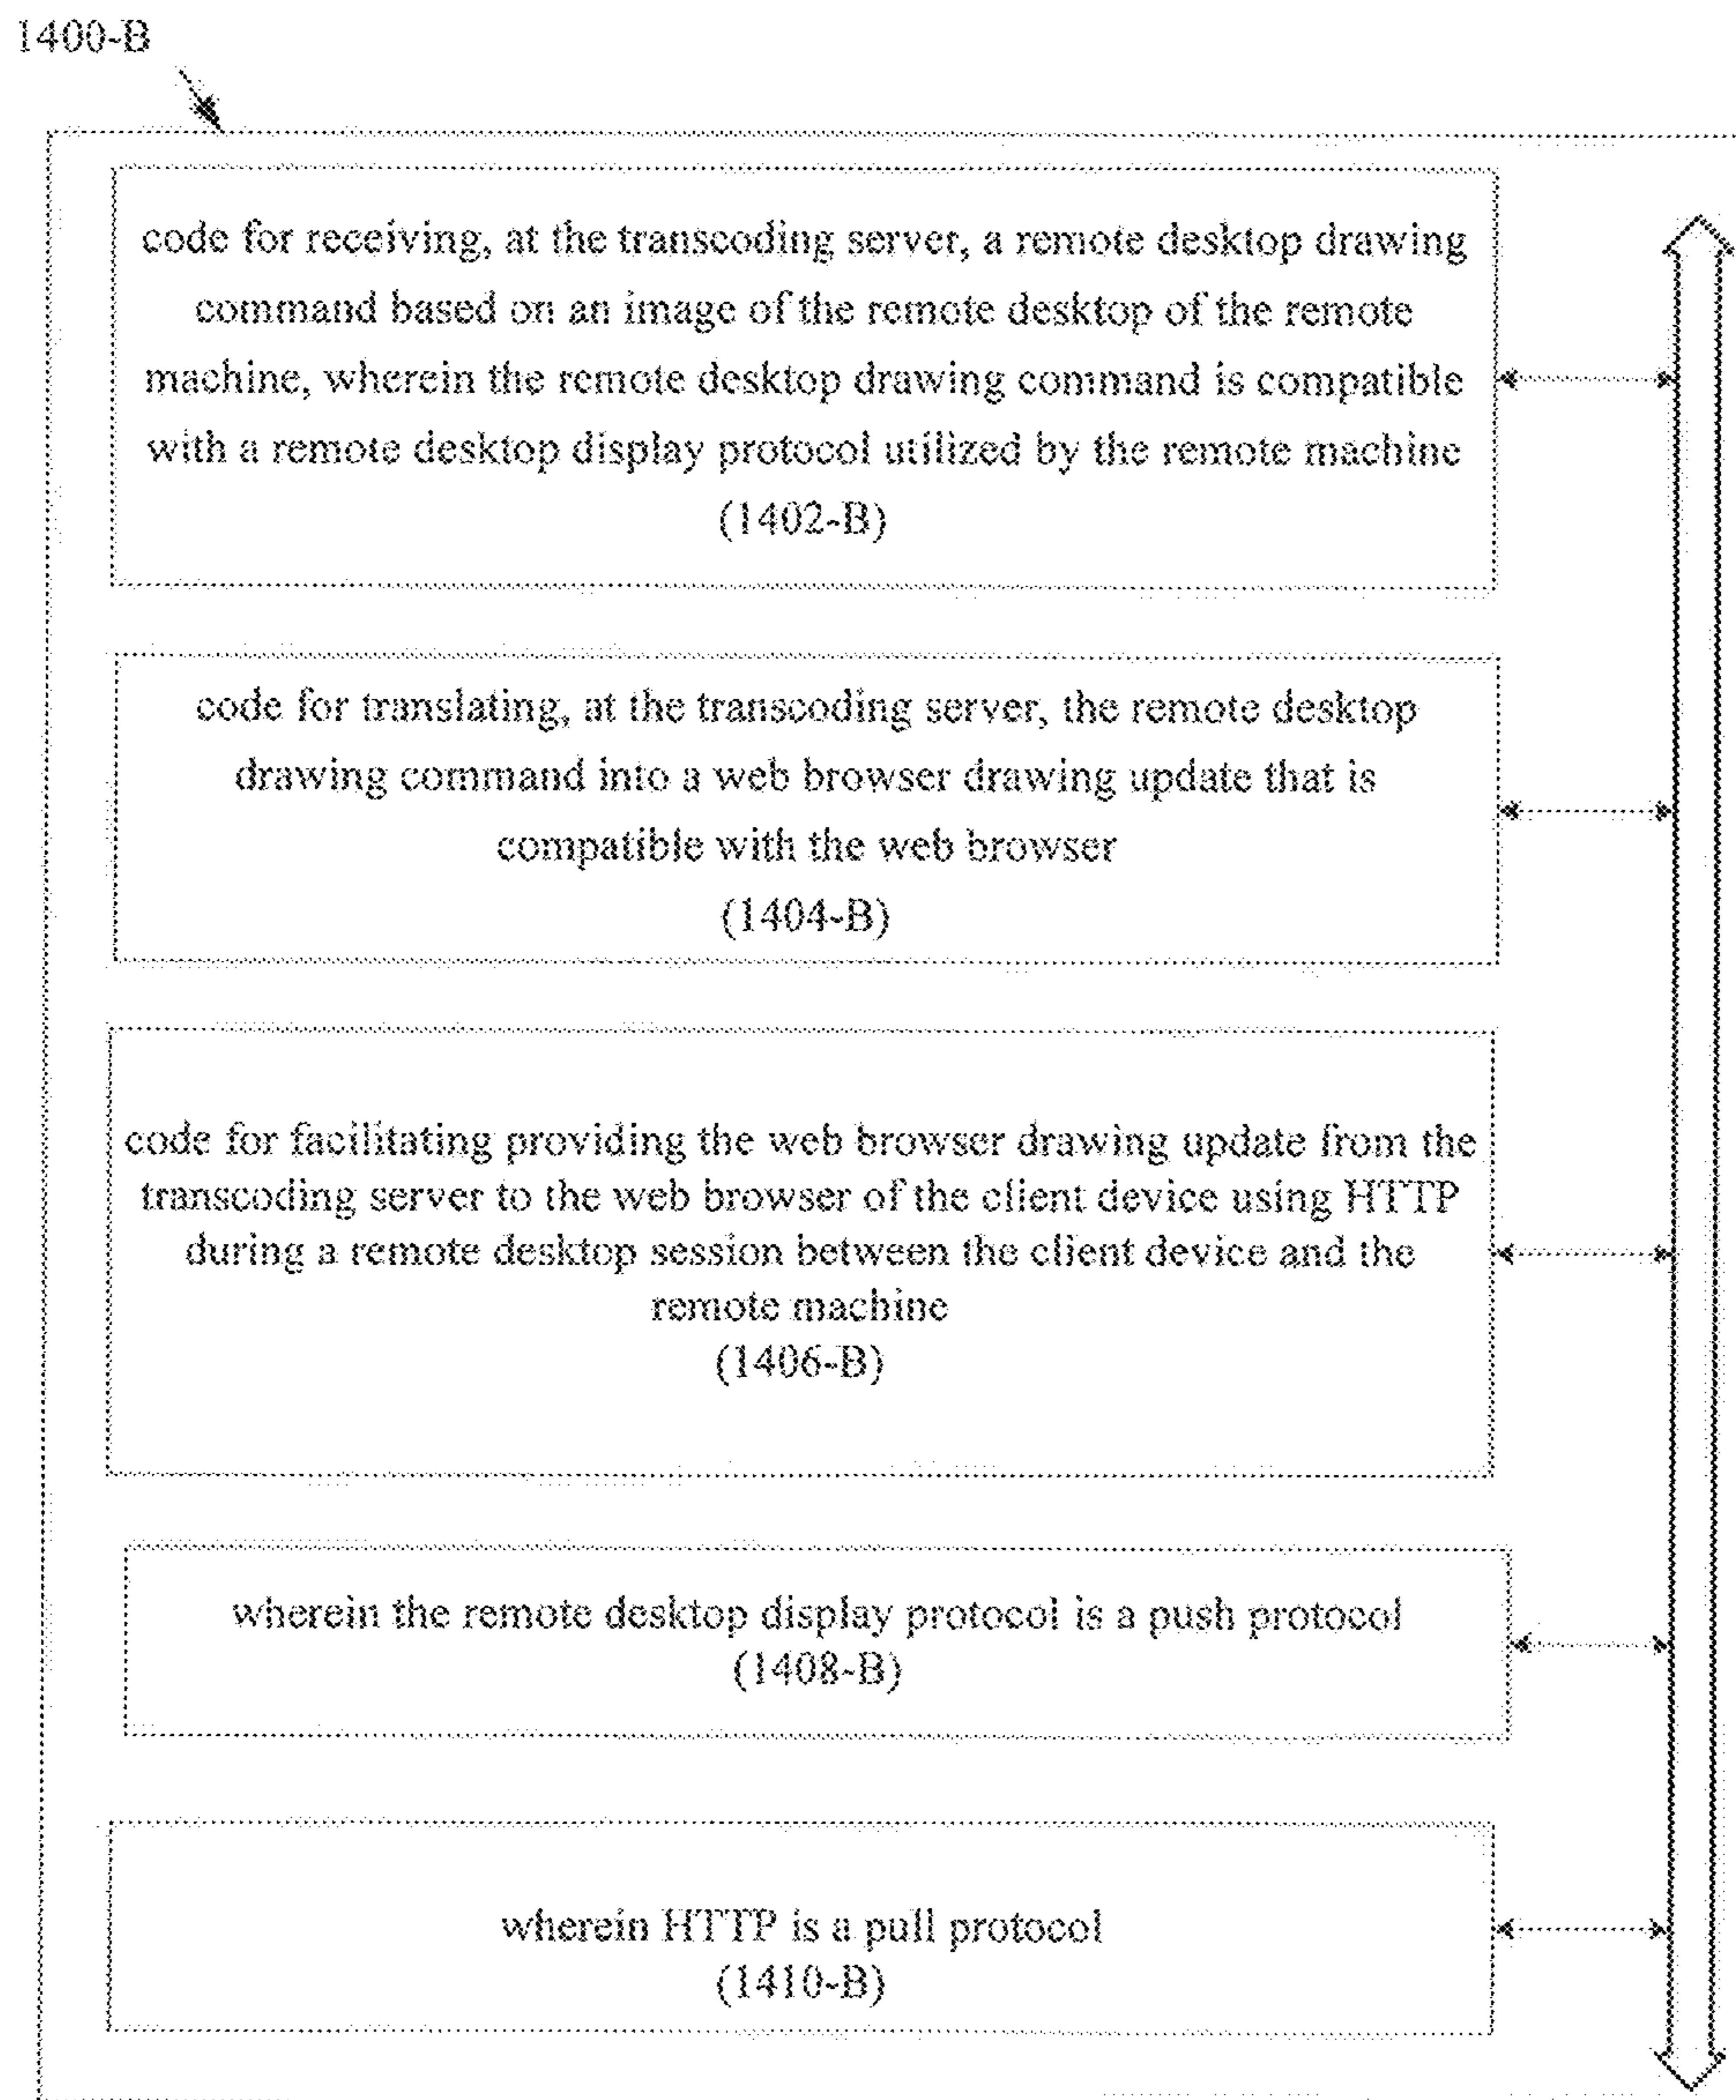 1400-B
code for receiving, at the transcoding server, a remote desktop drawing
command based on an image of the remote desktop of the remote
machine, wherein the remote desktop drawing command is compatible
with a remote desktop display protocol utilized by the remote machine
(1402-B)
code for translating, at the transcoding server, the remote desktop
drawing command into a web browser drawing update that is
compatible with the web browser
(1404-B)
code for facilitating providing the web browser drawing update from the
transcoding server to the web browser of the client device using HTTP
during a remote desktop session between the client device and the
remote machine
(1406-B)
wherein the remote desktop display protocol is a push protocol
(1408-B)
wherein HTTP is a pull protocol
(1410-B)